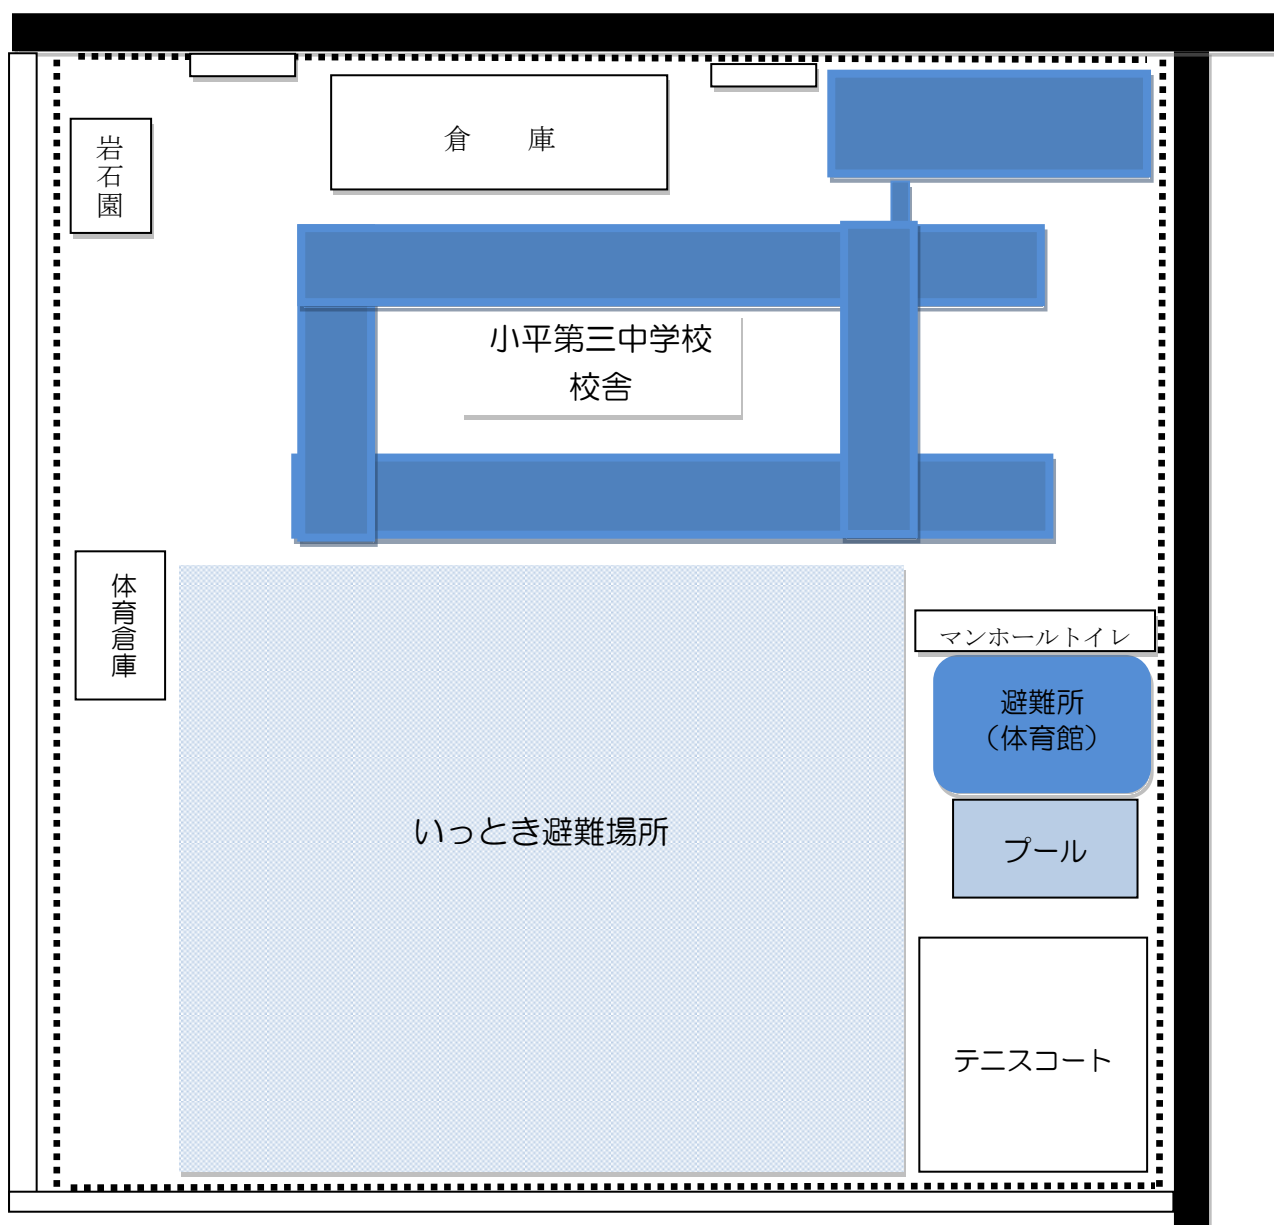 倉　庫
岩石園
小平第三中学校
校舎
体育倉庫
マンホールトイレ
避難所
（体育館）
いっとき避難場所
プール
テニスコート